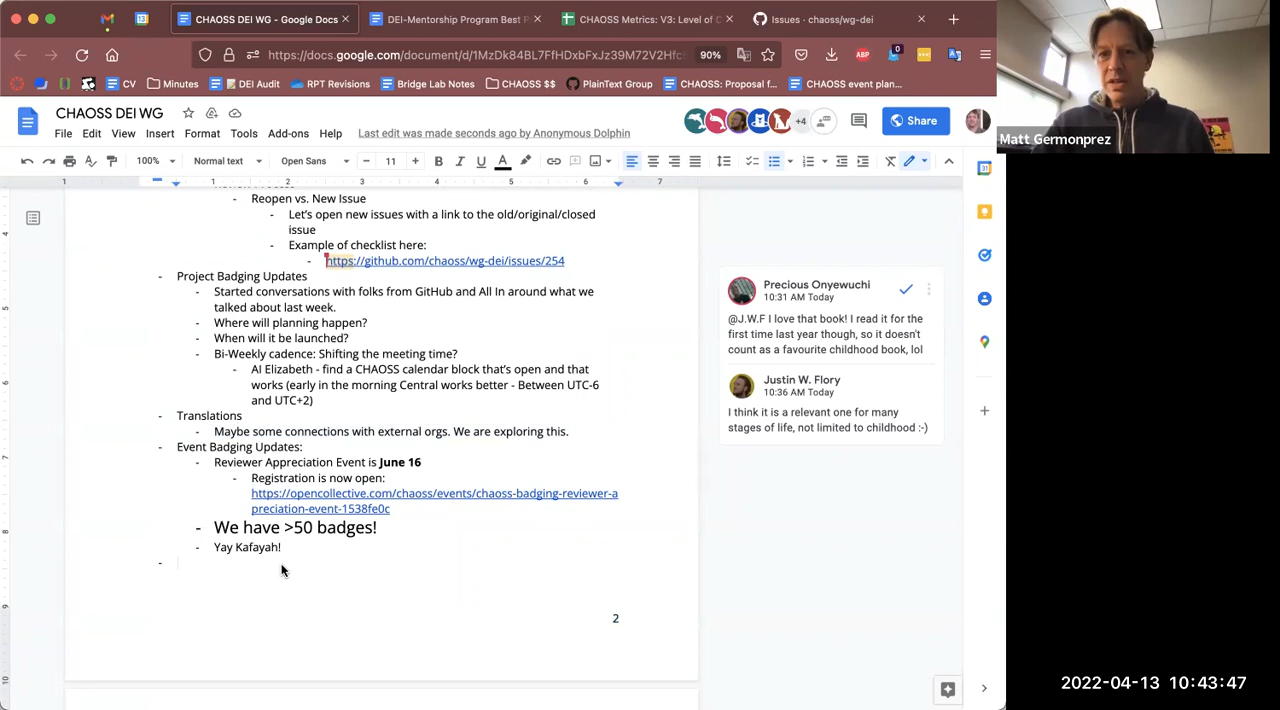 CHAOSS DEI WG - Google Docs
DEI-Mentorship Program Best P
CHAOSS Metrics: V3: Level of C
Issues · chaoss/wg-dei
https://docs.google.com/document/d/1MzDk84BL7FfHDxbFxJz39M72V2Hfc
90%
CV
Minutes
DEI Audit
RPT Revisions
Bridge Lab Notes
CHAOSS $$
PlainText Group
CHAOSS: Proposal f…
CHAOSS event plan…
CHAOSS DEI WG
File Edit View Insert Format Tools Add-ons Help
Last edit was made seconds ago by Anonymous Dolphin
+4
Share
100%
Normal text
Open Sans
11
Matt Germonprez
- Reopen vs. New Issue
- Let's open new issues with a link to the old/original/closed
issue
- Example of checklist here:
- https://github.com/chaoss/wg-dei/issues/254
- Project Badging Updates
- Started conversations with folks from GitHub and All In around what we
talked about last week.
- Where will planning happen?
- When will it be launched?
- Bi-Weekly cadence: Shifting the meeting time?
- AI Elizabeth - find a CHAOSS calendar block that's open and that
works (early in the morning Central works better - Between UTC-6
and UTC+2)
- Translations
- Maybe some connections with external orgs. We are exploring this.
- Event Badging Updates:
- Reviewer Appreciation Event is June 16
- Registration is now open:
https://opencollective.com/chaoss/events/chaoss-badging-reviewer-a
preciation-event-1538fe0c
- We have >50 badges!
- Yay Kafayah!
-
2
Precious Onyewuchi
10:31 AM Today
@J.W.F I love that book! I read it for the
first time last year though, so it doesn't
count as a favourite childhood book, lol
Justin W. Flory
10:36 AM Today
I think it is a relevant one for many
stages of life, not limited to childhood :-)
2022-04-13 10:43:47